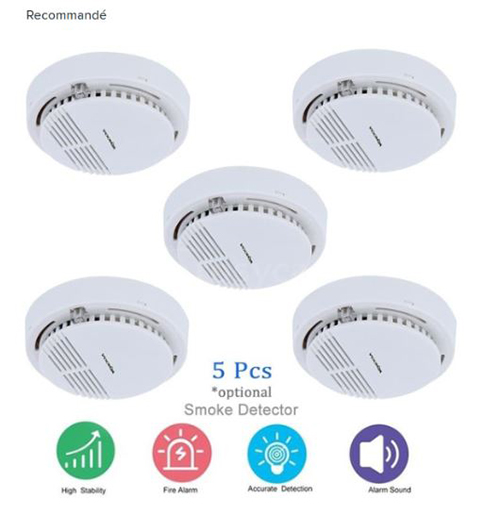 Recommandé
5 Pcs
*optional
Smoke Detector
High Stability
Fire Alarm
Accurate Detection
Alarm Sound